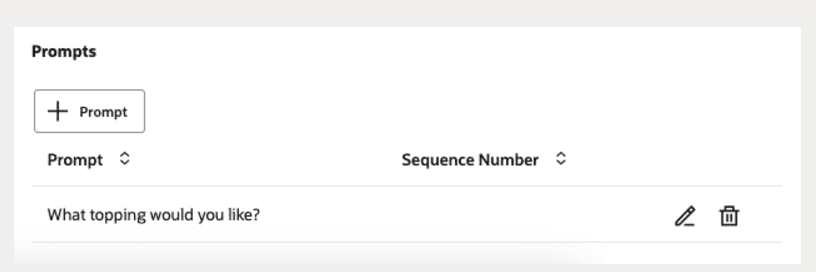 Prompts
Prompt
Prompt Sequence Number
What topping would you like?